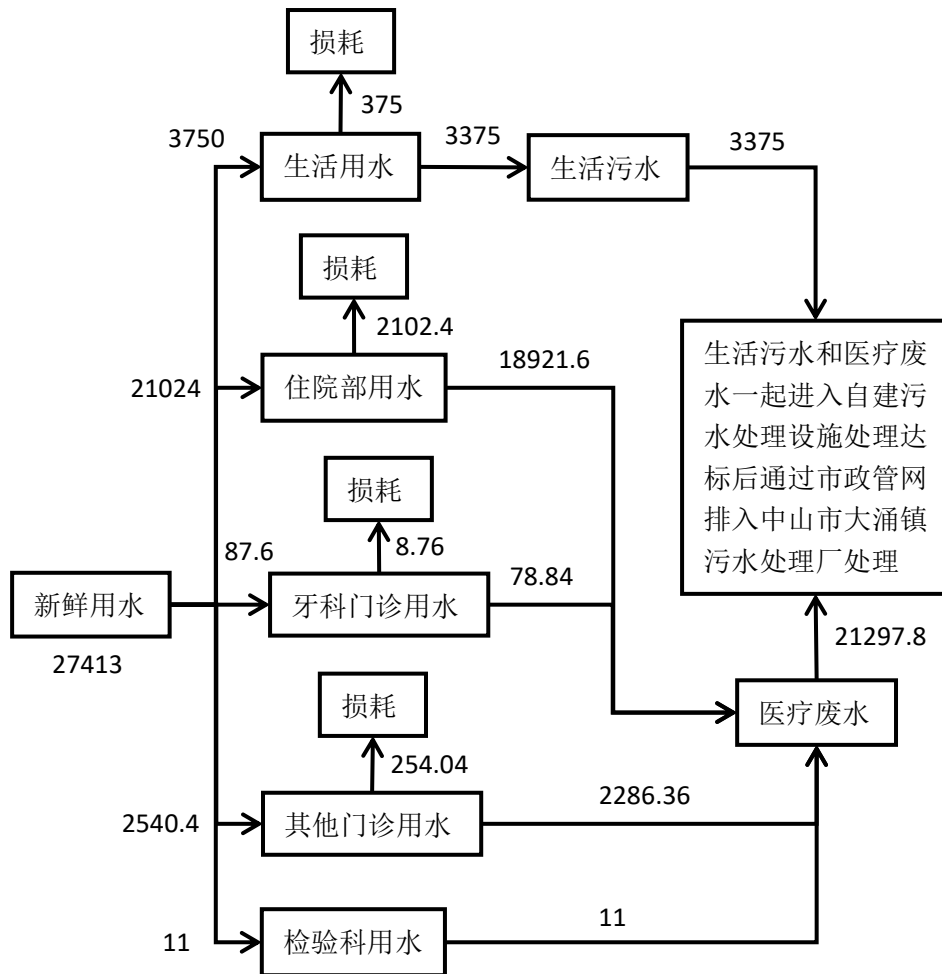 损耗
375
3750
生活用水
3375
生活污水
3375
损耗
2102.4
21024
住院部用水
18921.6
生活污水和医疗废
水一起进入自建污
水处理设施处理达
标后通过市政管网
排入中山市大涌镇
污水处理厂处理
损耗
8.76
87.6
新鲜用水
27413
牙科门诊用水
78.84
21297.8
医疗废水
损耗
254.04
2540.4
其他门诊用水
2286.36
11
检验科用水
11